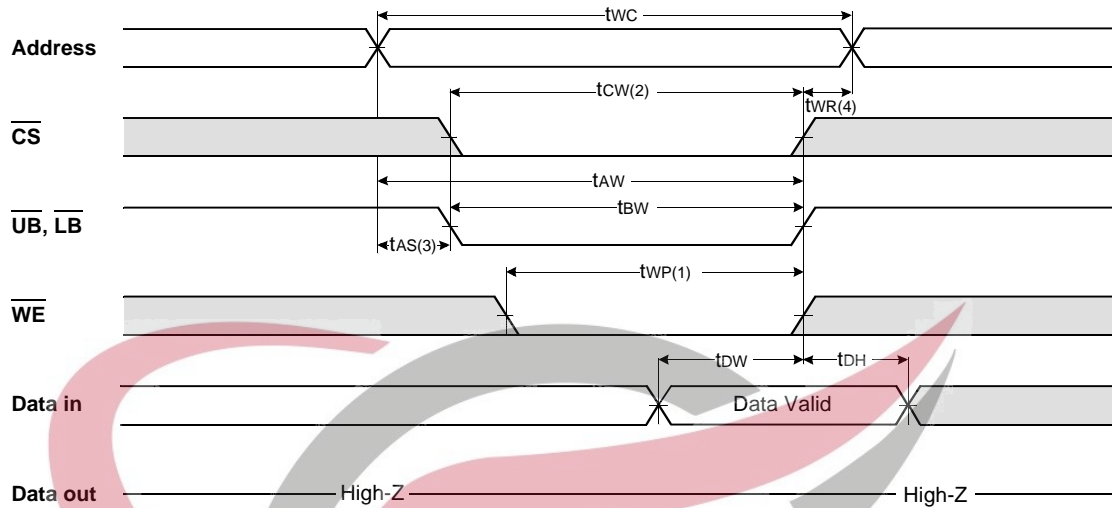 tWC
Address
tCW(2)
tWR(4)
CS
tAW
UB, LB
tBW
tAS(3)
tWP(1)
WE
tDW
tDH
Data in
Data Valid
Data out
High-Z
High-Z